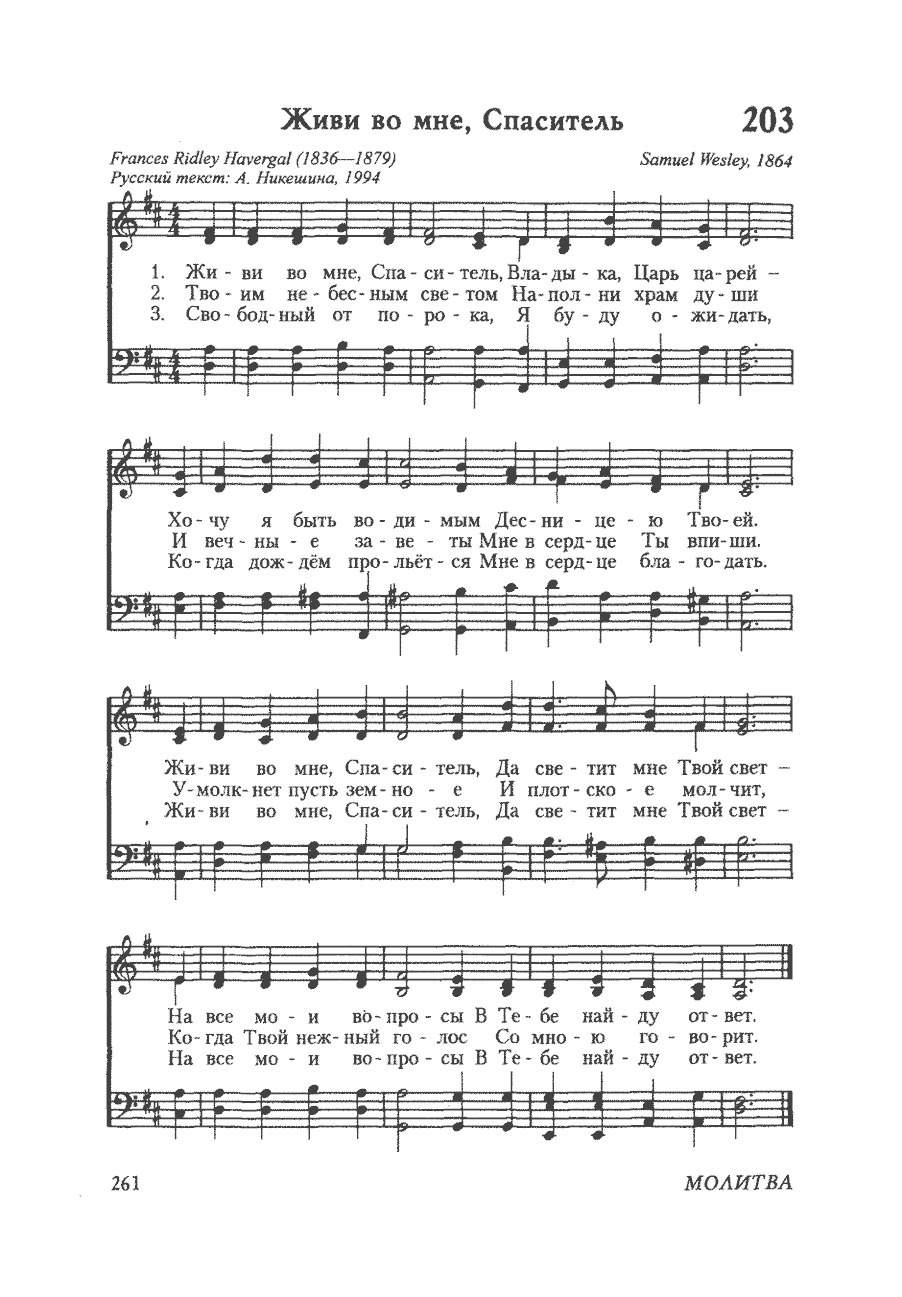 Живи во мне, Спаситель 203
Frances Ridley Havergal (1836—1879) Samuel Wesley, 1864
Русский текст: А. Никешина, 1994
1. Жи - ви во мне, Спа - си - тель, Вла- ды - ка, Царь ца- рей –
2. Тво - им не - бес- ным све - том На- пол - ни храм ду - ши
3. Сво- бод- ный от по - ро - ка, Я бу - ду о - жи- дать,
Хо- чу я быть во - ди - мым Дес- ни - це - ю Тво- ей.
И веч - ны - е за - ве - ты Мне в серд- це Ты впи- ши.
Ко- гда дож - дём про- льёт - ся Мне в серд- це бла - го- дать.
Жи- ви во мне, Спа- си - тель, Да све - тит мне Твой свет –
У- молк- нет пусть зем- но - е И плот - ско - е мол- чит,
Жи- ви во мне, Спа- си - тель, Да све - тит мне Твой свет –
На все мо - и во- про - сы В Те - бе най - ду от - вет.
Ко- гда Твой неж- ный го - лос Со мно - ю го - во- рит.
На все мо - и во- про - сы В Те - бе най - ду от - вет.
261 МОЛИТВА